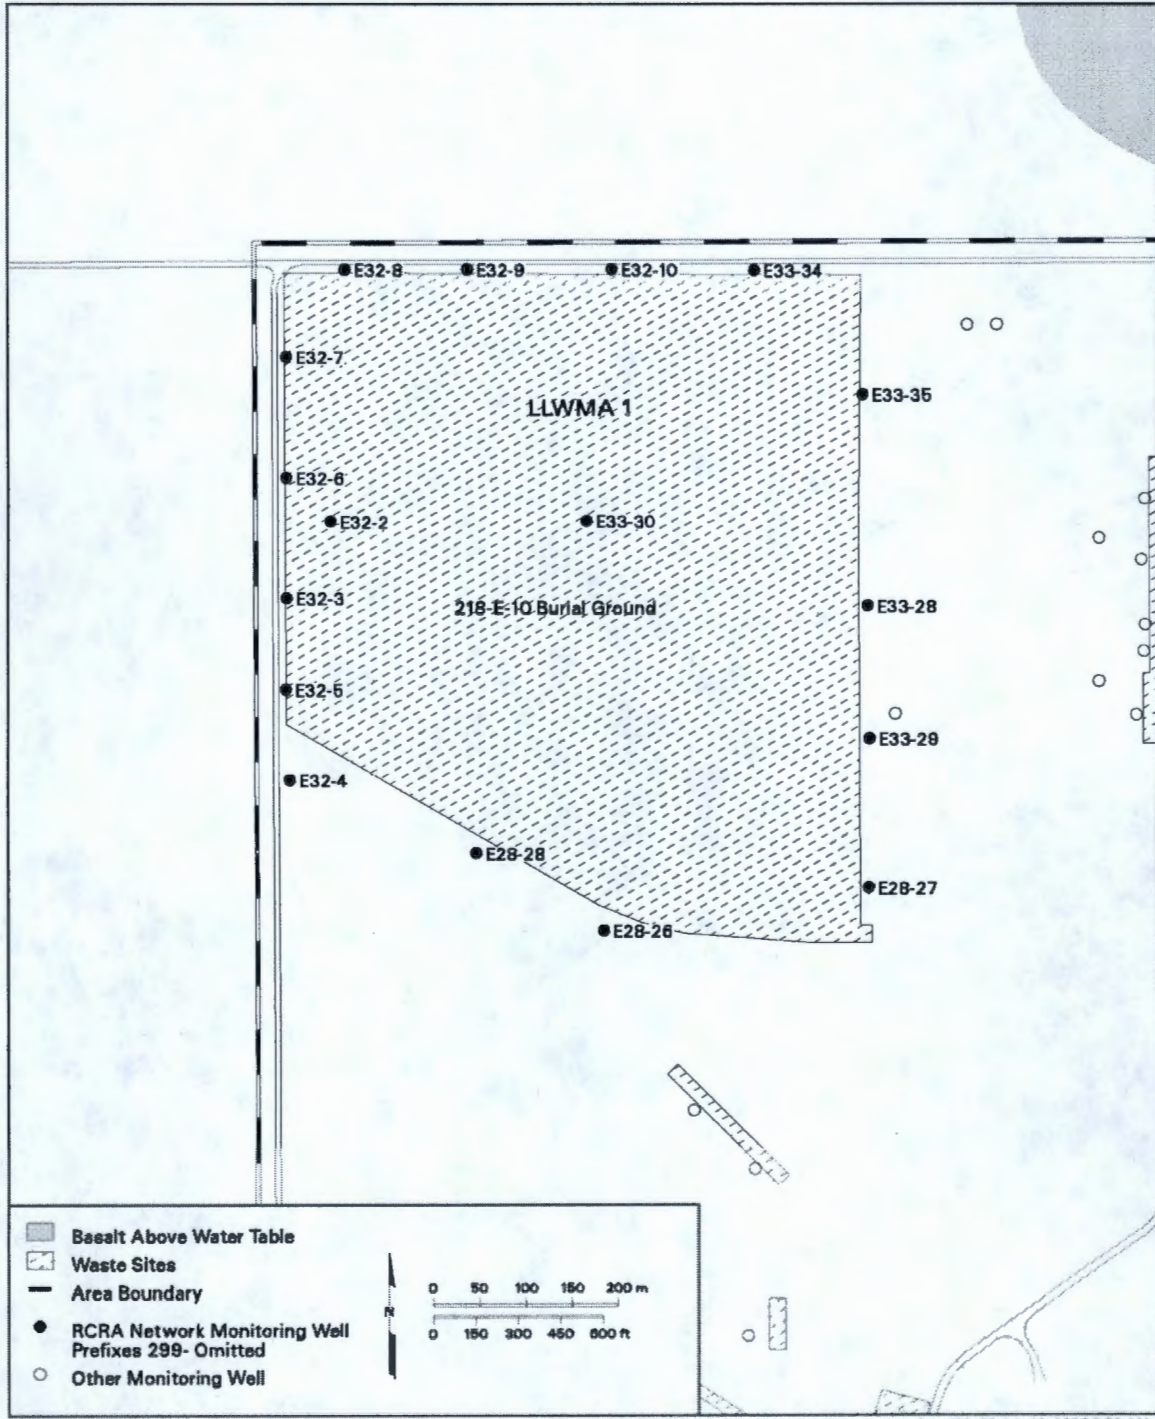 E32-8
E32-9
E32-10
E33-34
E32-7
E33-35
LLWMA 1
E32-6
E32-2
E33-30
E32-3
218-E-10 Burial Ground
E33-28
E32-5
E33-29
E32-4
E28-28
E28-27
E28-26
Basalt Above Water Table
Waste Sites
Area Boundary
RCRA Network Monitoring Well
Prefixes 299- Omitted
Other Monitoring Well
N
0 50 100 150 200 m
0 150 300 450 600 ft